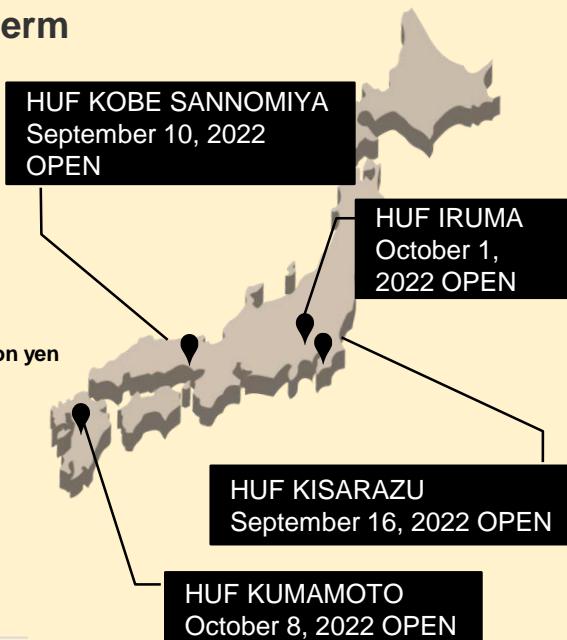 erm
HUF KOBE SANNOMIYA
September 10, 2022
OPEN
HUF IRUMA
October 1,
2022 OPEN
on yen
HUF KISARAZU
September 16, 2022 OPEN
HUF KUMAMOTO
October 8, 2022 OPEN